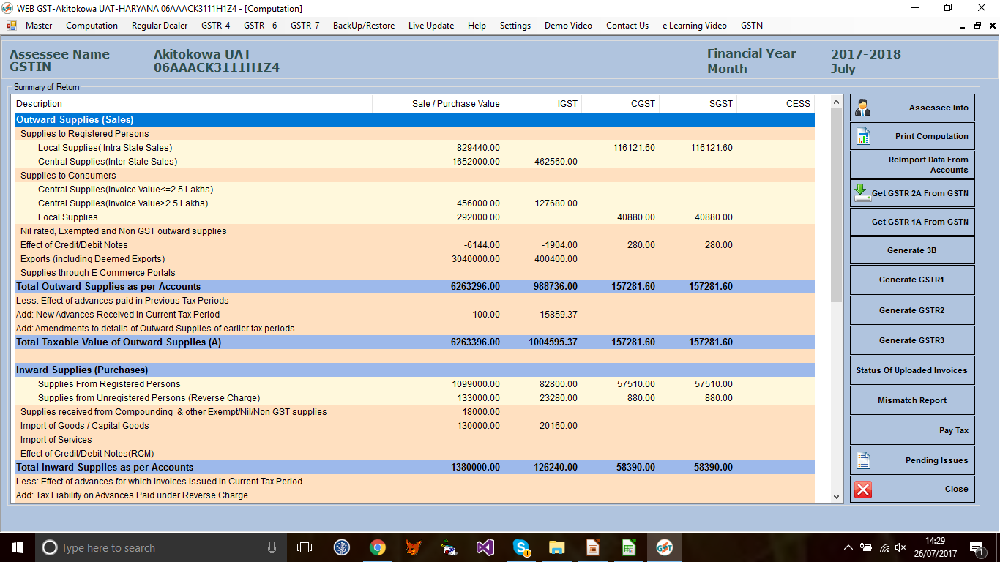 WEB GST-Akitokowa UAT-HARYANA 06AAACK3111H1Z4 - [Computation]
Master Computation Regular Dealer GSTR-4 GSTR - 6 GSTR-7 BackUp/Restore Live Update Help Settings Demo Video Contact Us e Learning Video GSTN
Assessee Name Akitokowa UAT Financial Year 2017-2018
GSTIN 06AAACK3111H1Z4 Month July
Summary of Return
Description Sale / Purchase Value IGST CGST SGST CESS
Outward Supplies (Sales)
Supplies to Registered Persons
Local Supplies( Intra State Sales) 829440.00 116121.60 116121.60
Central Supplies(Inter State Sales) 1652000.00 462560.00
Supplies to Consumers
Central Supplies(Invoice Value<=2.5 Lakhs)
Central Supplies(Invoice Value>2.5 Lakhs) 456000.00 127680.00
Local Supplies 292000.00 40880.00 40880.00
Nil rated, Exempted and Non GST outward supplies
Effect of Credit/Debit Notes -6144.00 -1904.00 280.00 280.00
Exports (including Deemed Exports) 3040000.00 400400.00
Supplies through E Commerce Portals
Total Outward Supplies as per Accounts 6263296.00 988736.00 157281.60 157281.60
Less: Effect of advances paid in Previous Tax Periods
Add: New Advances Received in Current Tax Period 100.00 15859.37
Add: Amendments to details of Outward Supplies of earlier tax periods
Total Taxable Value of Outward Supplies (A) 6263396.00 1004595.37 157281.60 157281.60
Inward Supplies (Purchases)
Supplies From Registered Persons 1099000.00 82800.00 57510.00 57510.00
Supplies from Unregistered Persons (Reverse Charge) 133000.00 23280.00 880.00 880.00
Supplies received from Compounding & other Exempt/Nil/Non GST supplies 18000.00
Import of Goods / Capital Goods 130000.00 20160.00
Import of Services
Effect of Credit/Debit Notes(RCM)
Total Inward Supplies as per Accounts 1380000.00 126240.00 58390.00 58390.00
Less: Effect of advances for which invoices Issued in Current Tax Period
Add: Tax Liability on Advances Paid under Reverse Charge
Assessee Info
Print Computation
ReImport Data From
Accounts
Get GSTR 2A From GSTN
Get GSTR 1A From GSTN
Generate 3B
Generate GSTR1
Generate GSTR2
Generate GSTR3
Status Of Uploaded Invoices
Mismatch Report
Pay Tax
Pending Issues
Close
Type here to search
14:29
26/07/2017
1
1
GST